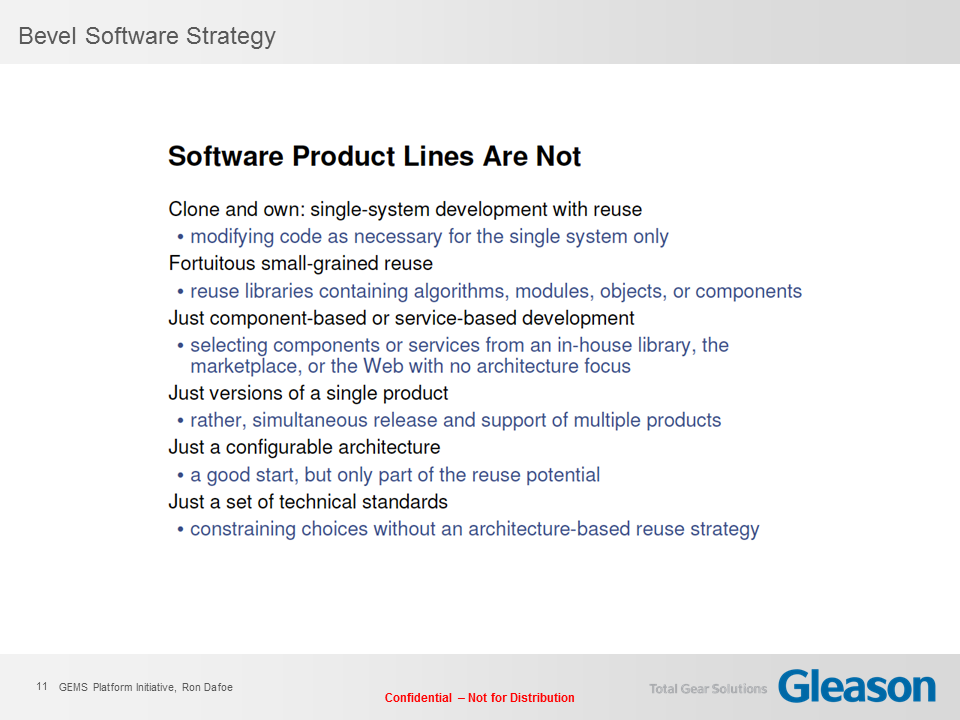 Bevel Software Strategy
Software Product Lines Are Not
Clone and own: single-system development with reuse
• modifying code as necessary for the single system only
Fortuitous small-grained reuse
• reuse libraries containing algorithms, modules, objects, or components
Just component-based or service-based development
• selecting components or services from an in-house library, the
marketplace, or the Web with no architecture focus
Just versions of a single product
• rather, simultaneous release and support of multiple products
Just a configurable architecture
• a good start, but only part of the reuse potential
Just a set of technical standards
• constraining choices without an architecture-based reuse strategy
11 GEMS Platform Initiative, Ron Dafoe
Confidential – Not for Distribution
Total Gear Solutions Gleason